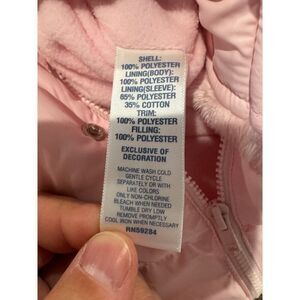 SHELL:
100% POLYESTER
LINING(BODY):
100% POLYESTER
LINING(SLEEVE):
65% POLYESTER
35% COTTON
TRIM:
100% POLYESTER
FILLING:
100% POLYESTER
EXCLUSIVE OF
DECORATION
MACHINE WASH COLD
GENTLE CYCLE
SEPARATELY OR WITH
LIKE COLORS
ONLY NON-CHLORINE
BLEACH WHEN NEEDED
TUMBLE DRY LOW
REMOVE PROMPTLY
COOL IRON WHEN NECESSARY
RN59284